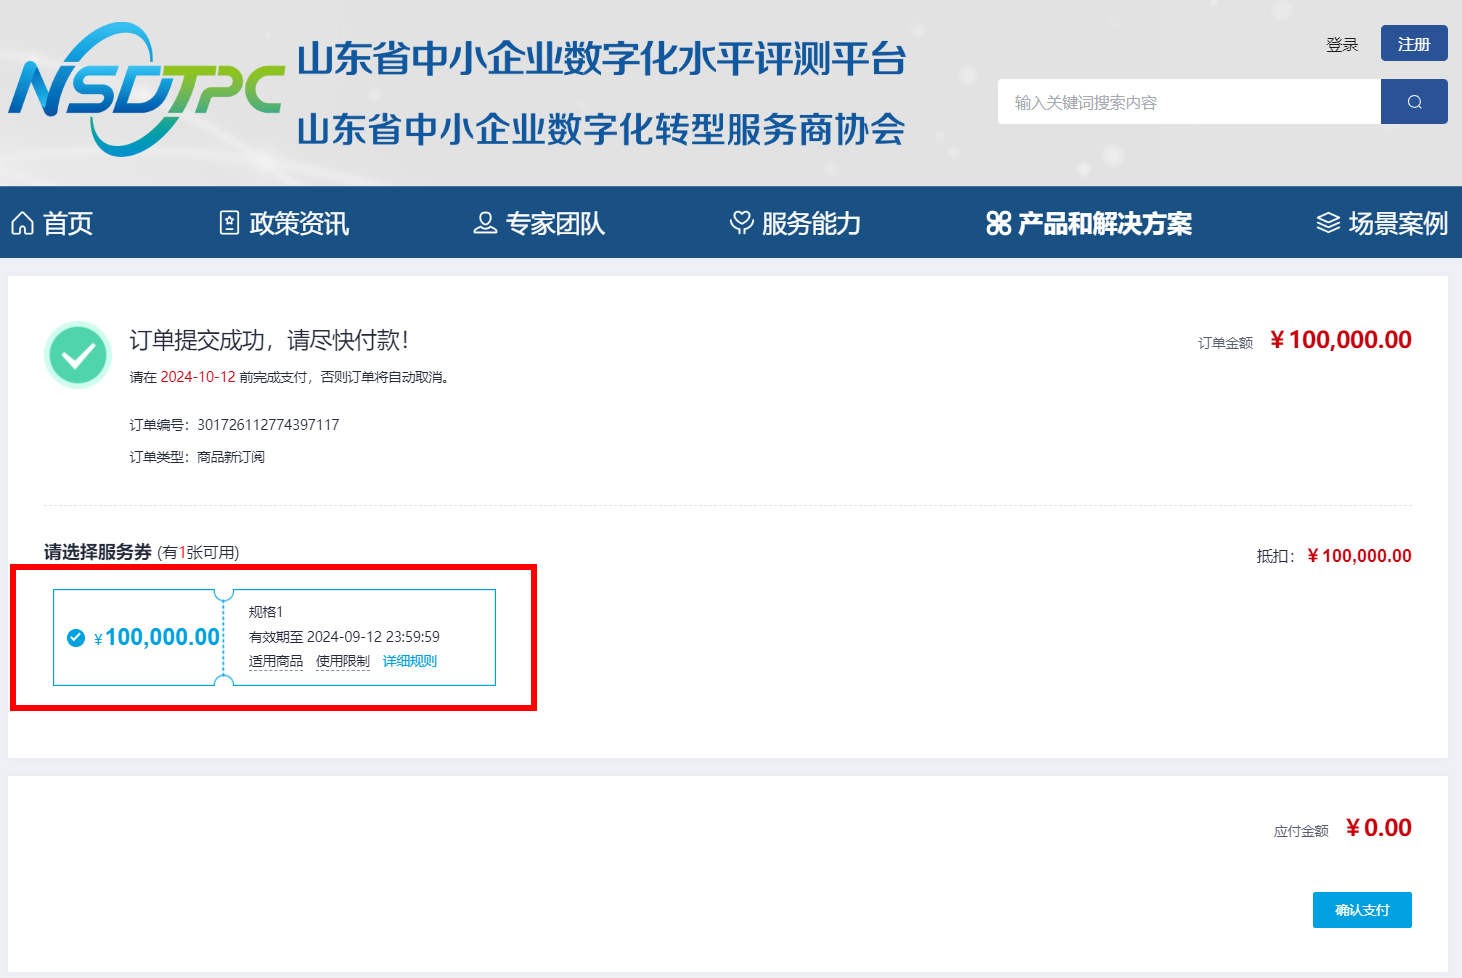 NSDTPC
山东省中小企业数字化水平评测平台
山东省中小企业数字化转型服务商协会
登录
注册
输入关键词搜索内容
首页
政策资讯
专家团队
服务能力
产品和解决方案
场景案例
订单提交成功，请尽快付款！
订单金额 ¥100,000.00
请在 2024-10-12 前完成支付，否则订单将自动取消。
订单编号：301726112774397117
订单类型：商品新订阅
请选择服务券 (有1张可用)
抵扣：¥100,000.00
¥100,000.00
规格1
有效期至 2024-09-12 23:59:59
适用商品 使用限制 详细规则
应付金额 ¥0.00
确认支付